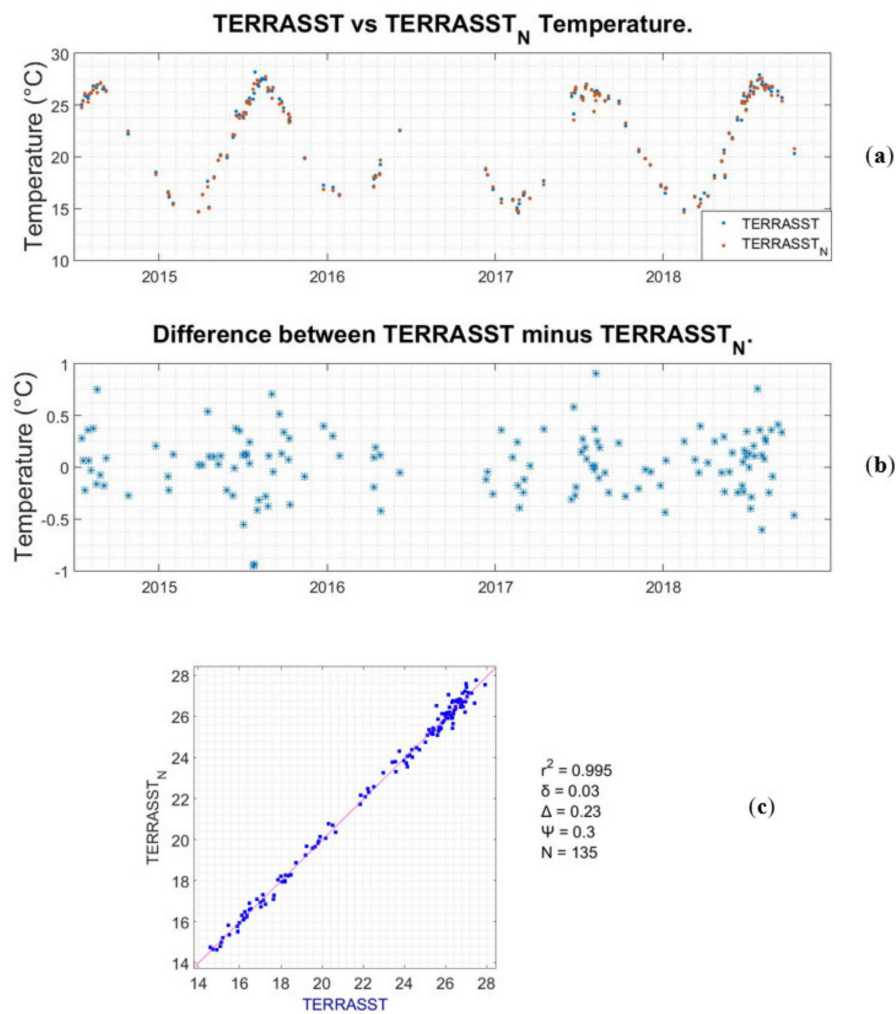 TERRASST vs TERRASST_N Temperature.
30
25
20
15
10
Temperature (°C)
TERRASST
TERRASST_N
2015 2016 2017 2018
(a)
Difference between TERRASST minus TERRASST_N.
1
0.5
0
-0.5
-1
Temperature (°C)
2015 2016 2017 2018
(b)
28
26
24
22
20
18
16
14
TERRASST_N
14 16 18 20 22 24 26 28
TERRASST
r² = 0.995
δ = 0.03
Δ = 0.23
Ψ = 0.3
N = 135
(c)